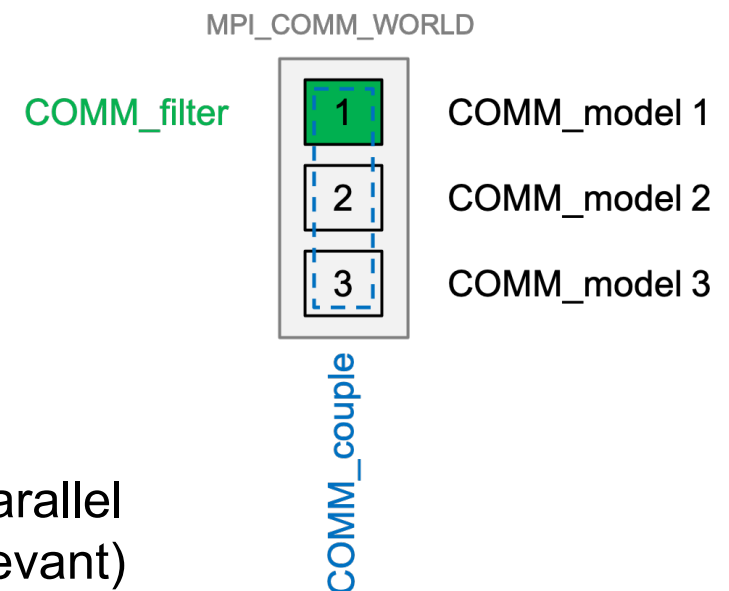 MPI_COMM_WORLD
COMM_filter
1
COMM_model 1
2
COMM_model 2
3
COMM_model 3
COMM_couple
arallel
evant)